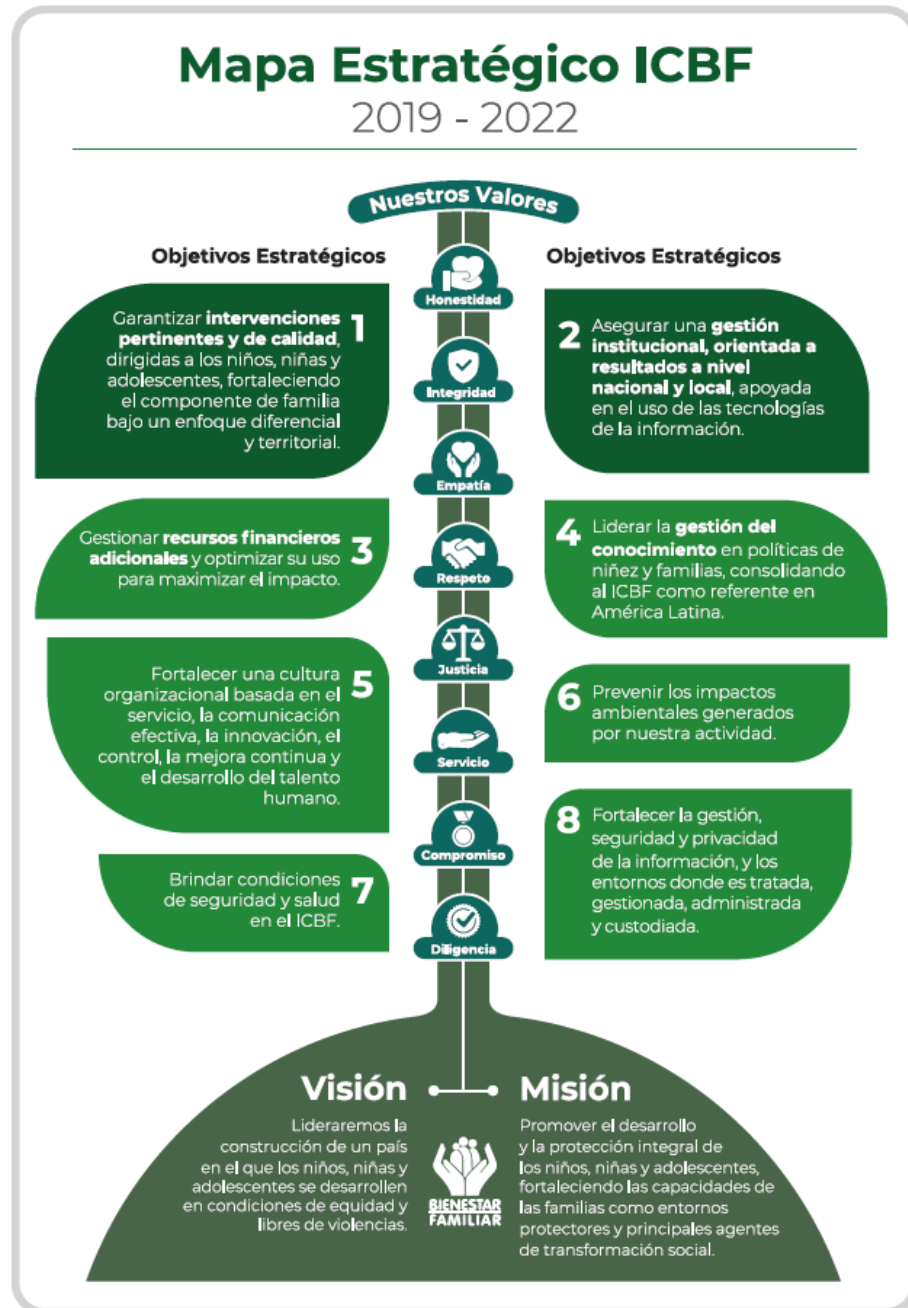 Mapa Estratégico ICBF
2019 - 2022
Nuestros Valores
Objetivos Estratégicos
Objetivos Estratégicos
Honestidad
Integridad
Empatía
Respeto
Justicia
Servicio
Compromiso
Diligencia
1
Garantizar intervenciones
pertinentes y de calidad,
dirigidas a los niños, niñas y
adolescentes, fortaleciendo
el componente de familia
bajo un enfoque diferencial
y territorial.
2
Asegurar una gestión
institucional, orientada a
resultados a nivel
nacional y local, apoyada
en el uso de las tecnologías
de la información.
3
Gestionar recursos financieros
adicionales y optimizar su uso
para maximizar el impacto.
4
Liderar la gestión del
conocimiento en políticas de
niñez y familias, consolidando
al ICBF como referente en
América Latina.
5
Fortalecer una cultura
organizacional basada en el
servicio, la comunicación
efectiva, la innovación, el
control, la mejora continua y
el desarrollo del talento
humano.
6
Prevenir los impactos
ambientales generados
por nuestra actividad.
7
Brindar condiciones
de seguridad y salud
en el ICBF.
8
Fortalecer la gestión,
seguridad y privacidad
de la información, y los
entornos donde es tratada,
gestionada, administrada
y custodiada.
Visión
Lideraremos la
construcción de un país
en el que los niños, niñas y
adolescentes se desarrollen
en condiciones de equidad y
libres de violencias.
BIENESTAR
FAMILIAR
Misión
Promover el desarrollo
y la protección integral de
los niños, niñas y adolescentes,
fortaleciendo las capacidades de
las familias como entornos
protectores y principales agentes
de transformación social.